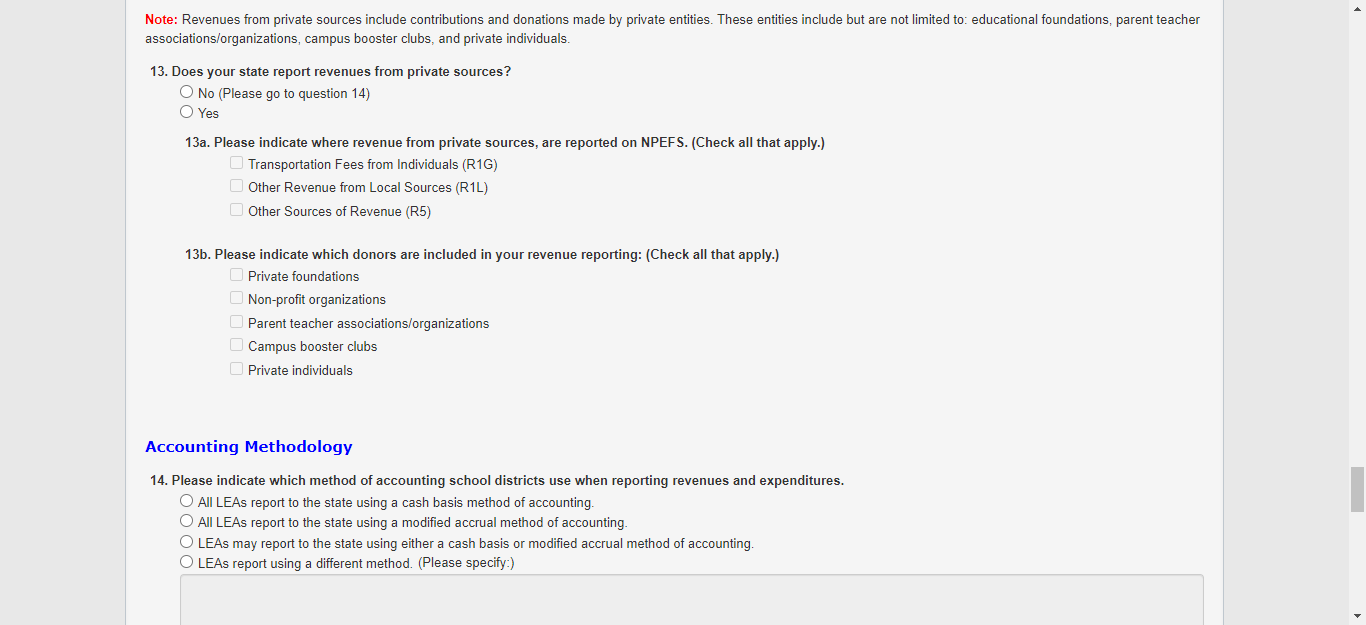 Note: Revenues from private sources include contributions and donations made by private entities. These entities include but are not limited to: educational foundations, parent teacher
associations/organizations, campus booster clubs, and private individuals.
13. Does your state report revenues from private sources?
No (Please go to question 14)
Yes
13a. Please indicate where revenue from private sources, are reported on NPEFS. (Check all that apply.)
Transportation Fees from Individuals (R1G)
Other Revenue from Local Sources (R1L)
Other Sources of Revenue (R5)
13b. Please indicate which donors are included in your revenue reporting: (Check all that apply.)
Private foundations
Non-profit organizations
Parent teacher associations/organizations
Campus booster clubs
Private individuals
Accounting Methodology
14. Please indicate which method of accounting school districts use when reporting revenues and expenditures.
All LEAs report to the state using a cash basis method of accounting.
All LEAs report to the state using a modified accrual method of accounting.
LEAs may report to the state using either a cash basis or modified accrual method of accounting.
LEAs report using a different method. (Please specify:)